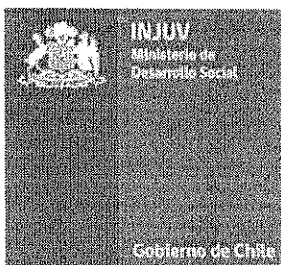 INJUV
Ministerio de
Desarrollo Social
Gobierno de Chile